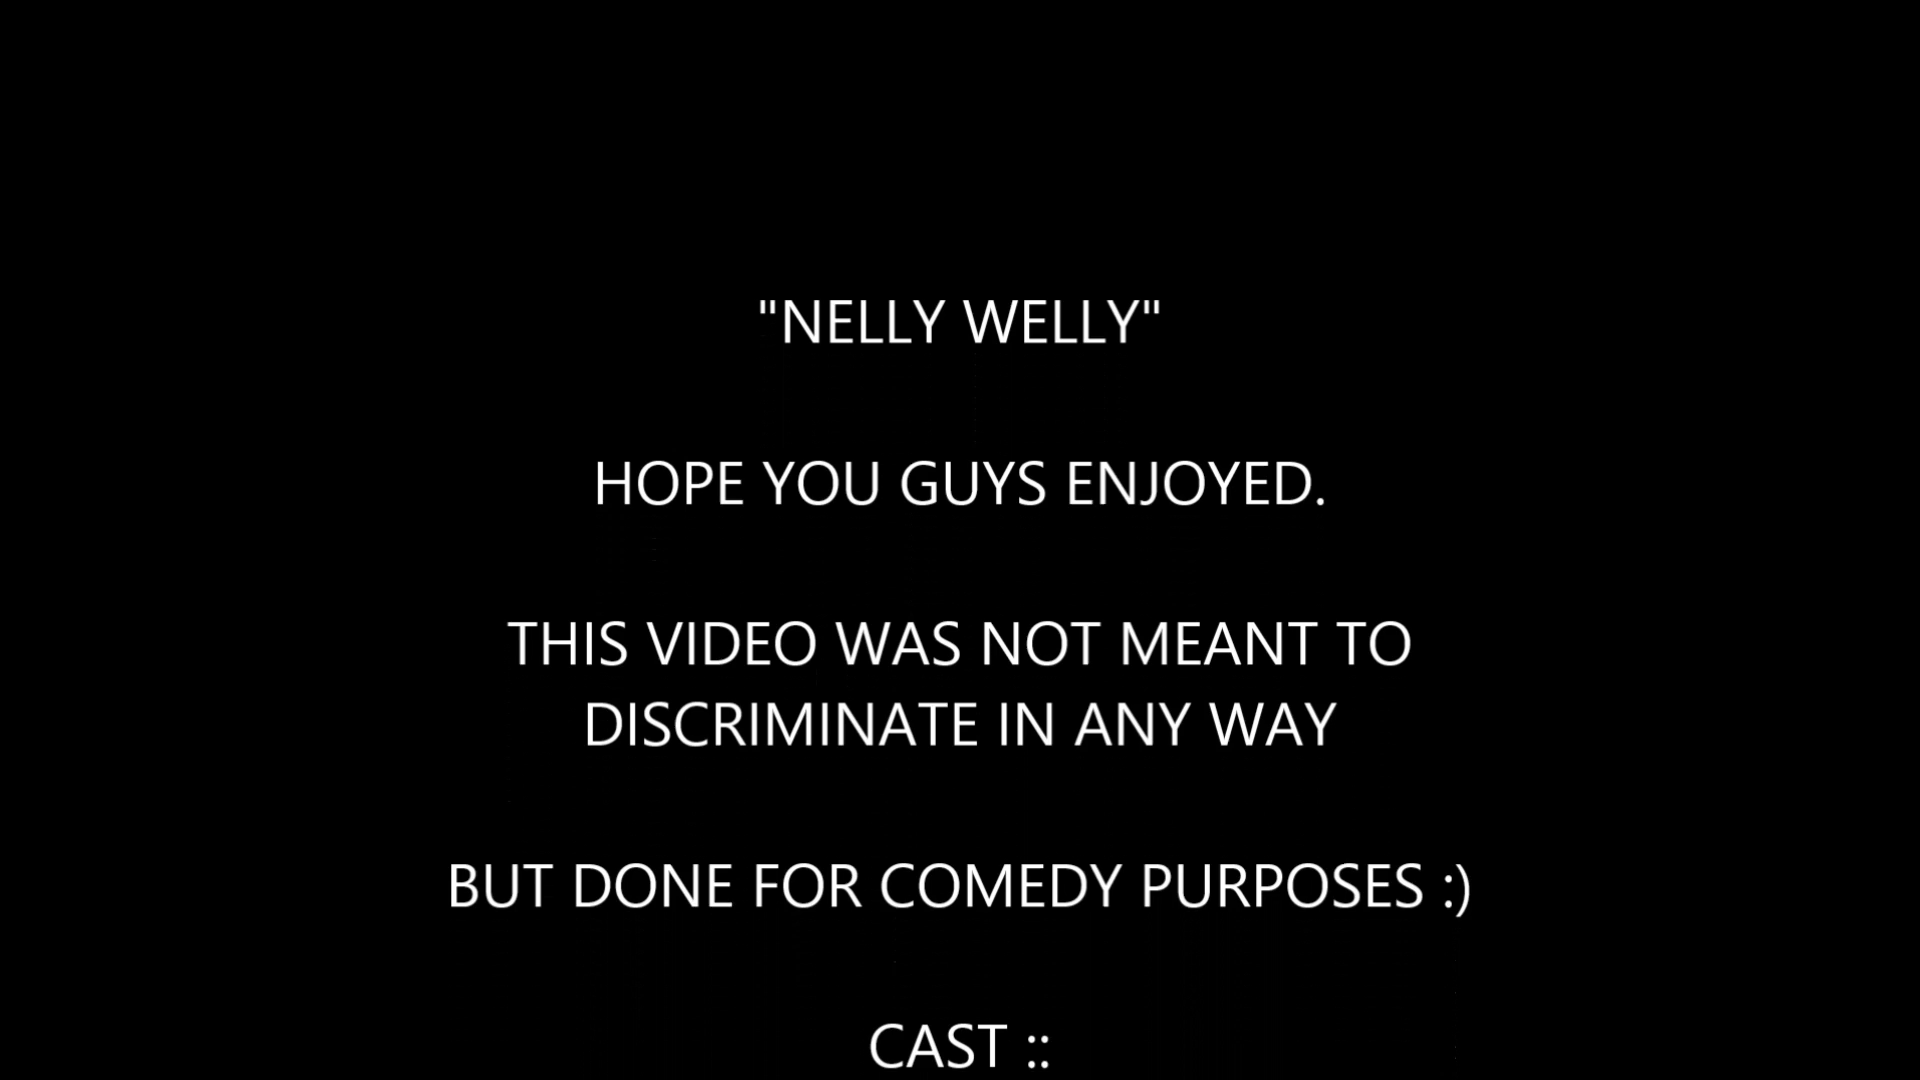 "NELLY WELLY"
HOPE YOU GUYS ENJOYED.
THIS VIDEO WAS NOT MEANT TO
DISCRIMINATE IN ANY WAY
BUT DONE FOR COMEDY PURPOSES :)
CAST ::